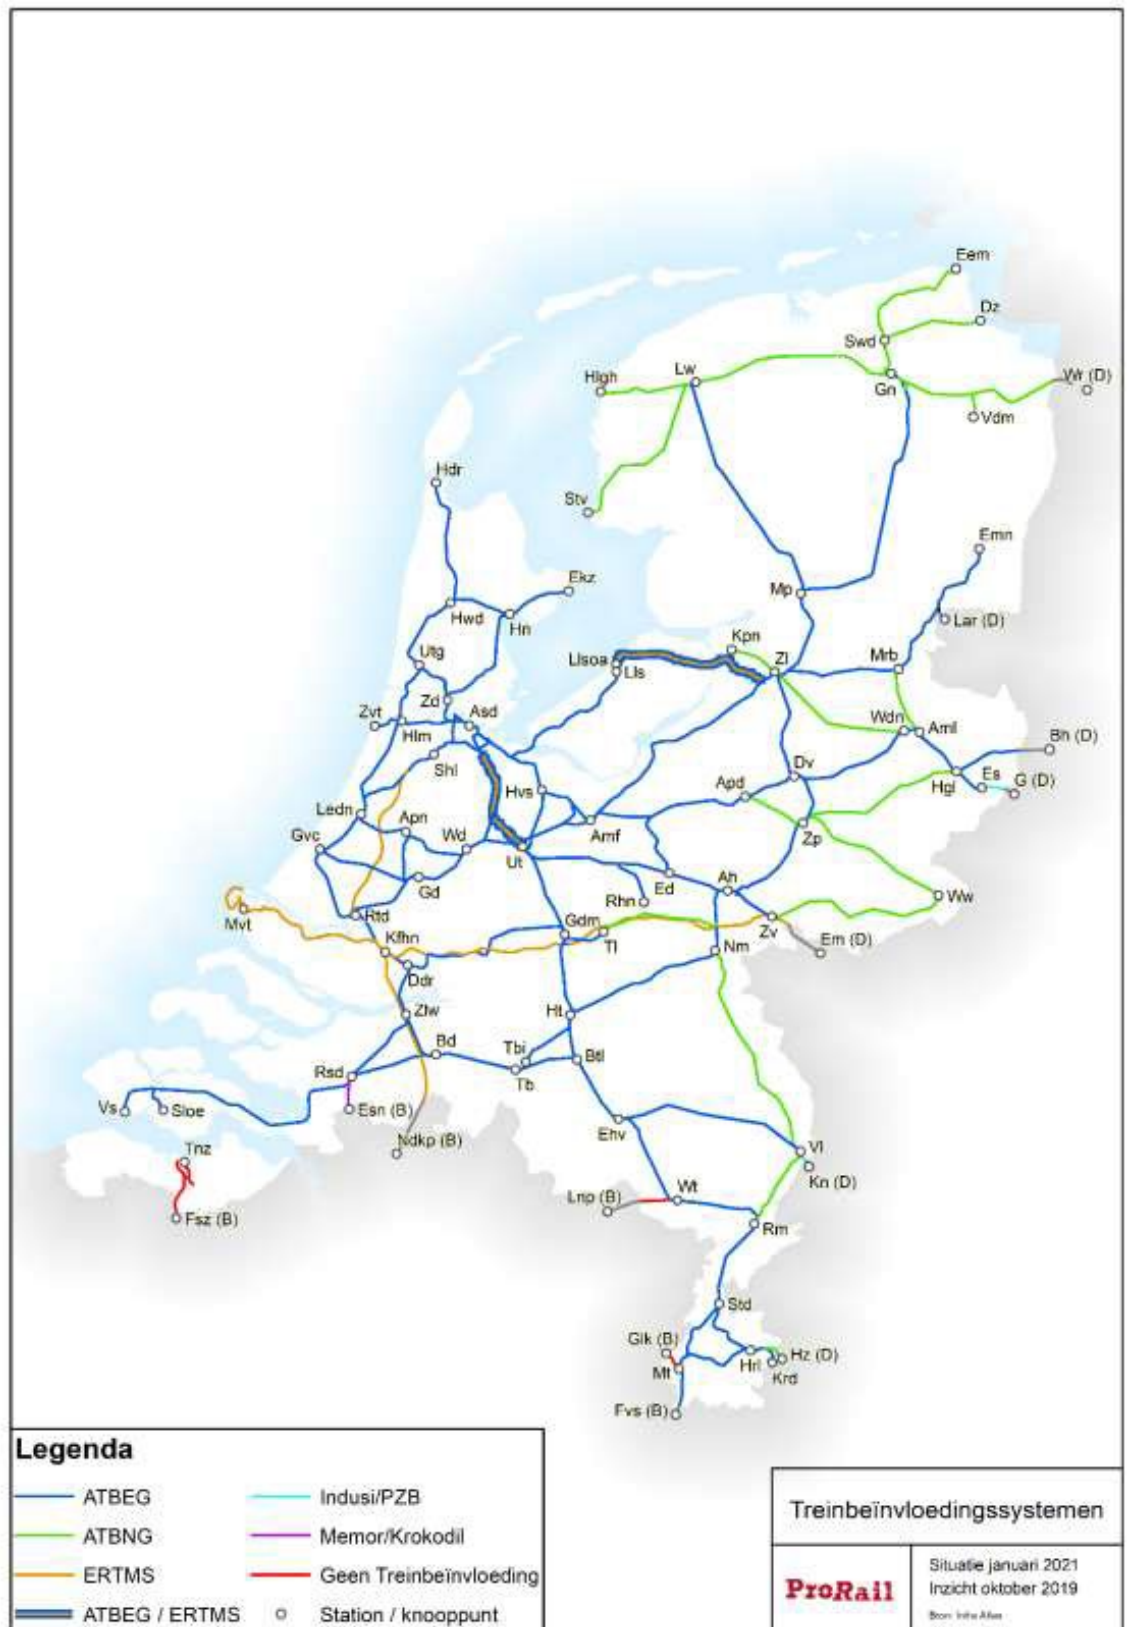 Eem
Dz
Swd
Hlgh
Lw
Gn
Wr (D)
Vdm
Hdr
Stv
Emn
Ekz
Mp
Hwd
Hn
Lar (D)
Kpn
Utg
Llsoa
Lls
Zl
Mrb
Zd
Zvt
Asd
Hlm
Wdn
Aml
Bh (D)
Shl
Hvs
Apd
Dv
Hgl
Es
G (D)
Ledn
Apn
Gvc
Wd
Amf
Zp
Ut
Gd
Rhn
Ed
Ah
Ww
Mvt
Rtd
Gdm
Kfhn
Tl
Zv
Em (D)
Nm
Ddr
Zlw
Ht
Bd
Tbi
Btl
Rsd
Tb
Vs
Sloe
Esn (B)
Ehv
Ndkp (B)
Vl
Tnz
Kn (D)
Lnp (B)
Wt
Fsz (B)
Rm
Std
Glk (B)
Hz (D)
Hrl
Mt
Krd
Fvs (B)
Legenda
ATBEG
Indusi/PZB
ATBNG
Memor/Krokodil
ERTMS
Geen Treinbeïnvloeding
ATBEG / ERTMS
Station / knooppunt
Treinbeïnvloedingssystemen
ProRail
Situatie januari 2021
Inzicht oktober 2019
Bron: Infra Atlas